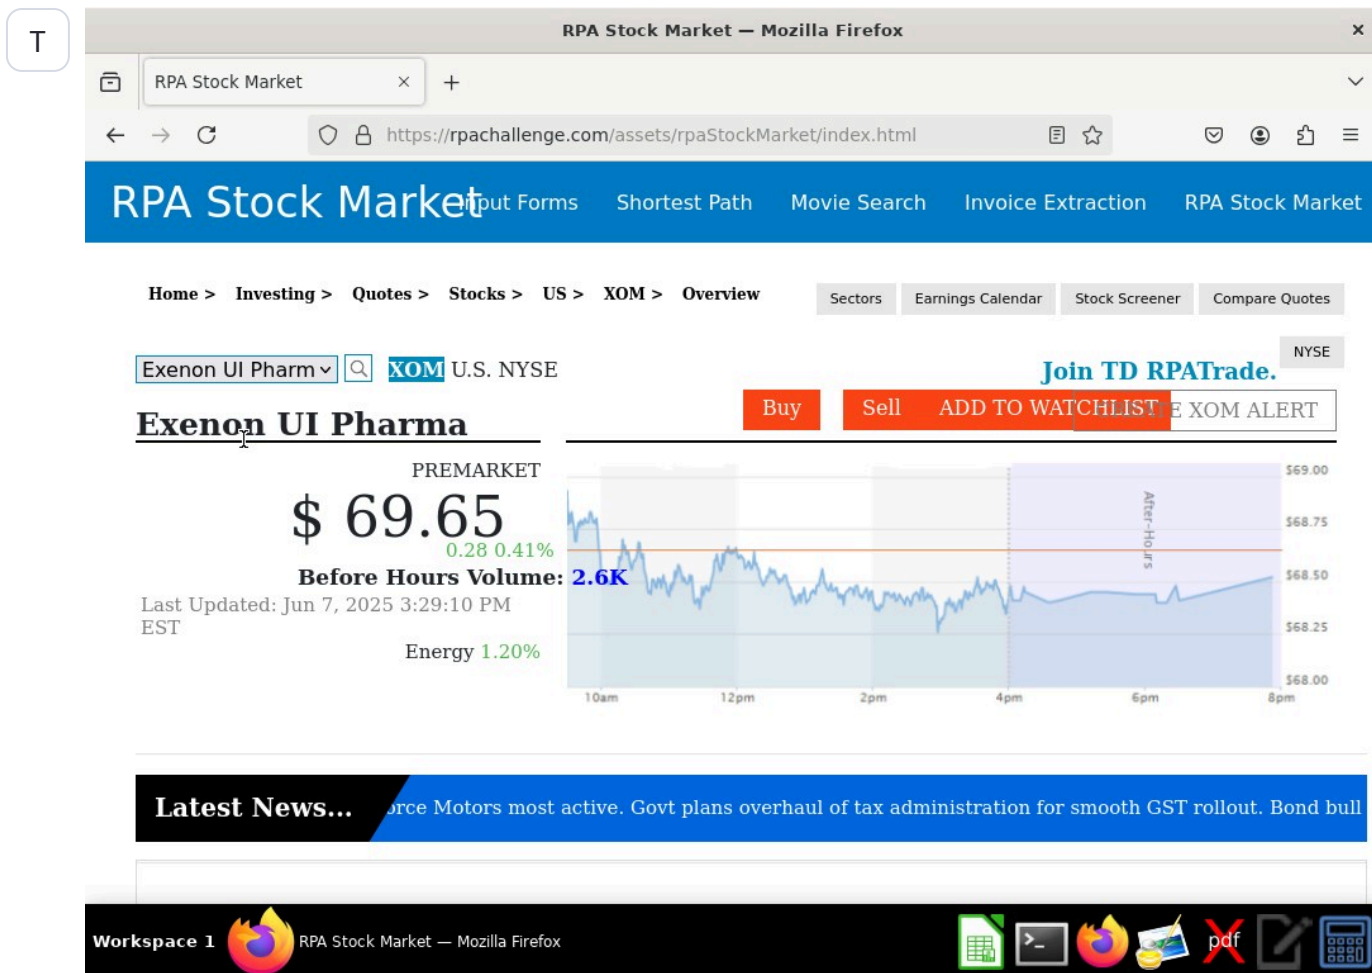 T
RPA Stock Market — Mozilla Firefox
RPA Stock Market
https://rpachallenge.com/assets/rpaStockMarket/index.html
RPA Stock Market Input Forms Shortest Path Movie Search Invoice Extraction RPA Stock Market
Home > Investing > Quotes > Stocks > US > XOM > Overview
Sectors Earnings Calendar Stock Screener Compare Quotes
NYSE
Exenon UI Pharm XOM U.S. NYSE
Join TD RPATrade.
Buy Sell ADD TO WATCHLIST CREATE XOM ALERT
Exenon UI Pharma
PREMARKET
$ 69.65
0.28 0.41%
Before Hours Volume: 2.6K
Last Updated: Jun 7, 2025 3:29:10 PM
EST
Energy 1.20%
After-Hours
$69.00
$68.75
$68.50
$68.25
$68.00
10am 12pm 2pm 4pm 6pm 8pm
Latest News...
orce Motors most active. Govt plans overhaul of tax administration for smooth GST rollout. Bond bull
Workspace 1 RPA Stock Market — Mozilla Firefox
pdf